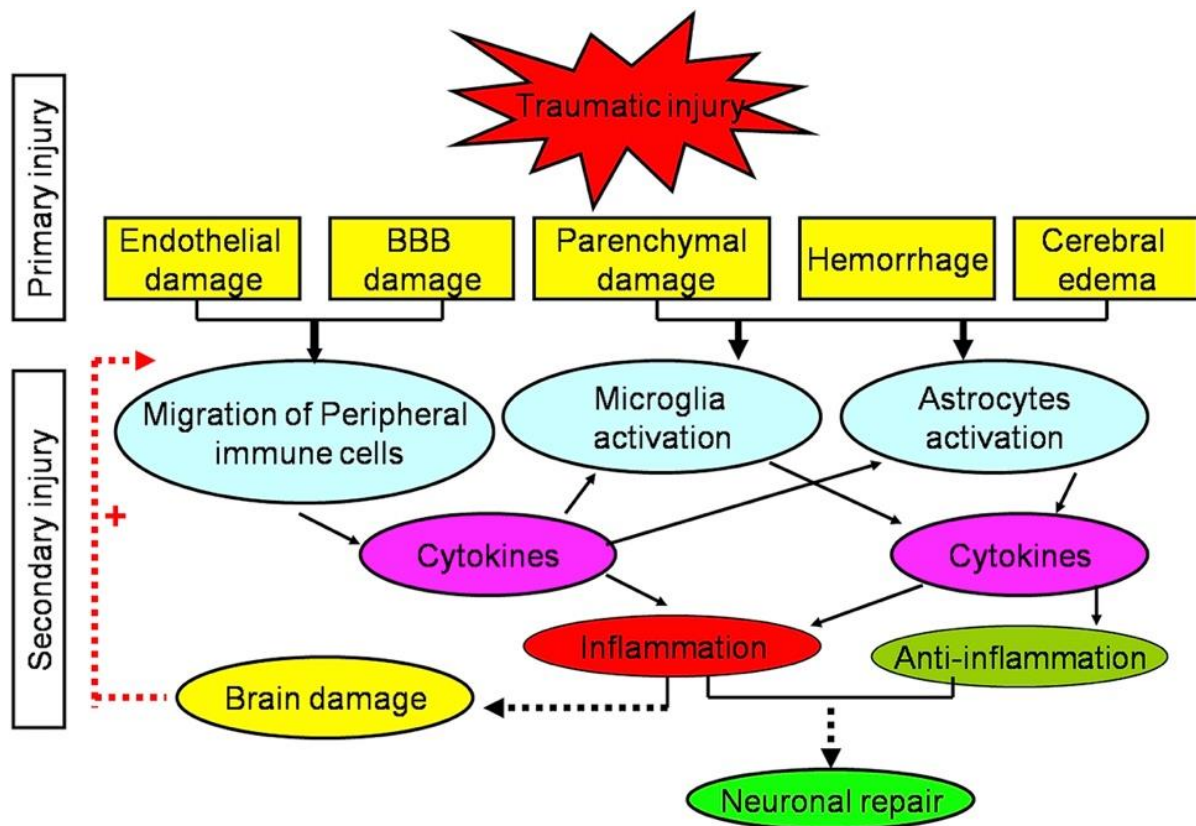 Traumatic injury
Primary injury
Endothelial
damage
BBB
damage
Parenchymal
damage
Hemorrhage
Cerebral
edema
Secondary injury
Migration of Peripheral
immune cells
Microglia
activation
Astrocytes
activation
+
Cytokines
Cytokines
Inflammation
Anti-inflammation
Brain damage
Neuronal repair